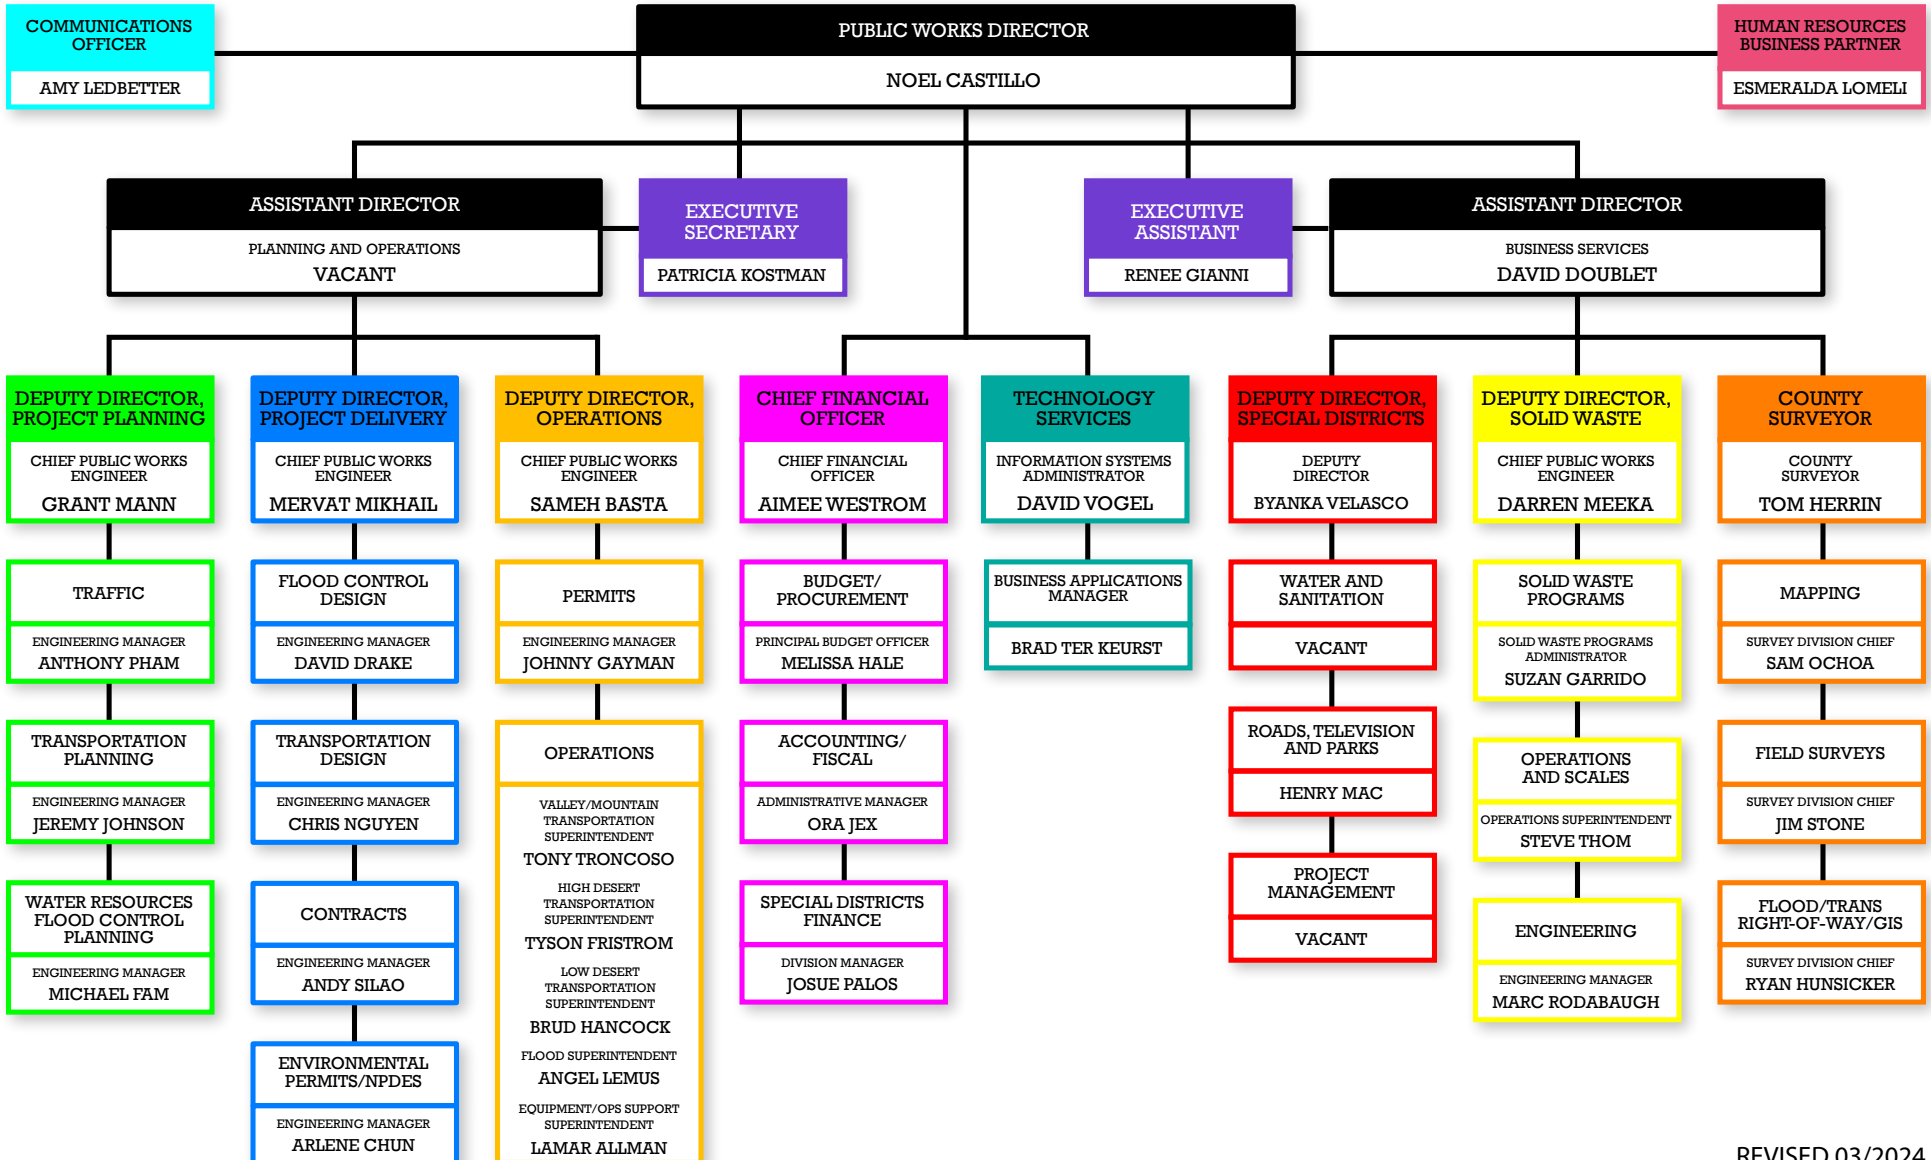 COMMUNICATIONS
OFFICER
AMY LEDBETTER
PUBLIC WORKS DIRECTOR
NOEL CASTILLO
HUMAN RESOURCES
BUSINESS PARTNER
ESMERALDA LOMELI
ASSISTANT DIRECTOR
PLANNING AND OPERATIONS
VACANT
EXECUTIVE
SECRETARY
PATRICIA KOSTMAN
EXECUTIVE
ASSISTANT
RENEE GIANNI
ASSISTANT DIRECTOR
BUSINESS SERVICES
DAVID DOUBLET
DEPUTY DIRECTOR,
PROJECT PLANNING
CHIEF PUBLIC WORKS
ENGINEER
GRANT MANN
TRAFFIC
ENGINEERING MANAGER
ANTHONY PHAM
TRANSPORTATION
PLANNING
ENGINEERING MANAGER
JEREMY JOHNSON
WATER RESOURCES
FLOOD CONTROL
PLANNING
ENGINEERING MANAGER
MICHAEL FAM
DEPUTY DIRECTOR,
PROJECT DELIVERY
CHIEF PUBLIC WORKS
ENGINEER
MERVAT MIKHAIL
FLOOD CONTROL
DESIGN
ENGINEERING MANAGER
DAVID DRAKE
TRANSPORTATION
DESIGN
ENGINEERING MANAGER
CHRIS NGUYEN
CONTRACTS
ENGINEERING MANAGER
ANDY SILAO
ENVIRONMENTAL
PERMITS/NPDES
ENGINEERING MANAGER
ARLENE CHUN
DEPUTY DIRECTOR,
OPERATIONS
CHIEF PUBLIC WORKS
ENGINEER
SAMEH BASTA
PERMITS
ENGINEERING MANAGER
JOHNNY GAYMAN
OPERATIONS
VALLEY/MOUNTAIN
TRANSPORTATION
SUPERINTENDENT
TONY TRONCOSO
HIGH DESERT
TRANSPORTATION
SUPERINTENDENT
TYSON FRISTROM
LOW DESERT
TRANSPORTATION
SUPERINTENDENT
BRUD HANCOCK
FLOOD SUPERINTENDENT
ANGEL LEMUS
EQUIPMENT/OPS SUPPORT
SUPERINTENDENT
LAMAR ALLMAN
CHIEF FINANCIAL
OFFICER
CHIEF FINANCIAL
OFFICER
AIMEE WESTROM
BUDGET/
PROCUREMENT
PRINCIPAL BUDGET OFFICER
MELISSA HALE
ACCOUNTING/
FISCAL
ADMINISTRATIVE MANAGER
ORA JEX
SPECIAL DISTRICTS
FINANCE
DIVISION MANAGER
JOSUE PALOS
TECHNOLOGY
SERVICES
INFORMATION SYSTEMS
ADMINISTRATOR
DAVID VOGEL
BUSINESS APPLICATIONS
MANAGER
BRAD TER KEURST
DEPUTY DIRECTOR,
SPECIAL DISTRICTS
DEPUTY
DIRECTOR
BYANKA VELASCO
WATER AND
SANITATION
VACANT
ROADS, TELEVISION
AND PARKS
HENRY MAC
PROJECT
MANAGEMENT
VACANT
DEPUTY DIRECTOR,
SOLID WASTE
CHIEF PUBLIC WORKS
ENGINEER
DARREN MEEKA
SOLID WASTE
PROGRAMS
SOLID WASTE PROGRAMS
ADMINISTRATOR
SUZAN GARRIDO
OPERATIONS
AND SCALES
OPERATIONS SUPERINTENDENT
STEVE THOM
ENGINEERING
ENGINEERING MANAGER
MARC RODABAUGH
COUNTY
SURVEYOR
COUNTY
SURVEYOR
TOM HERRIN
MAPPING
SURVEY DIVISION CHIEF
SAM OCHOA
FIELD SURVEYS
SURVEY DIVISION CHIEF
JIM STONE
FLOOD/TRANS
RIGHT-OF-WAY/GIS
SURVEY DIVISION CHIEF
RYAN HUNSICKER
REVISED 03/2024